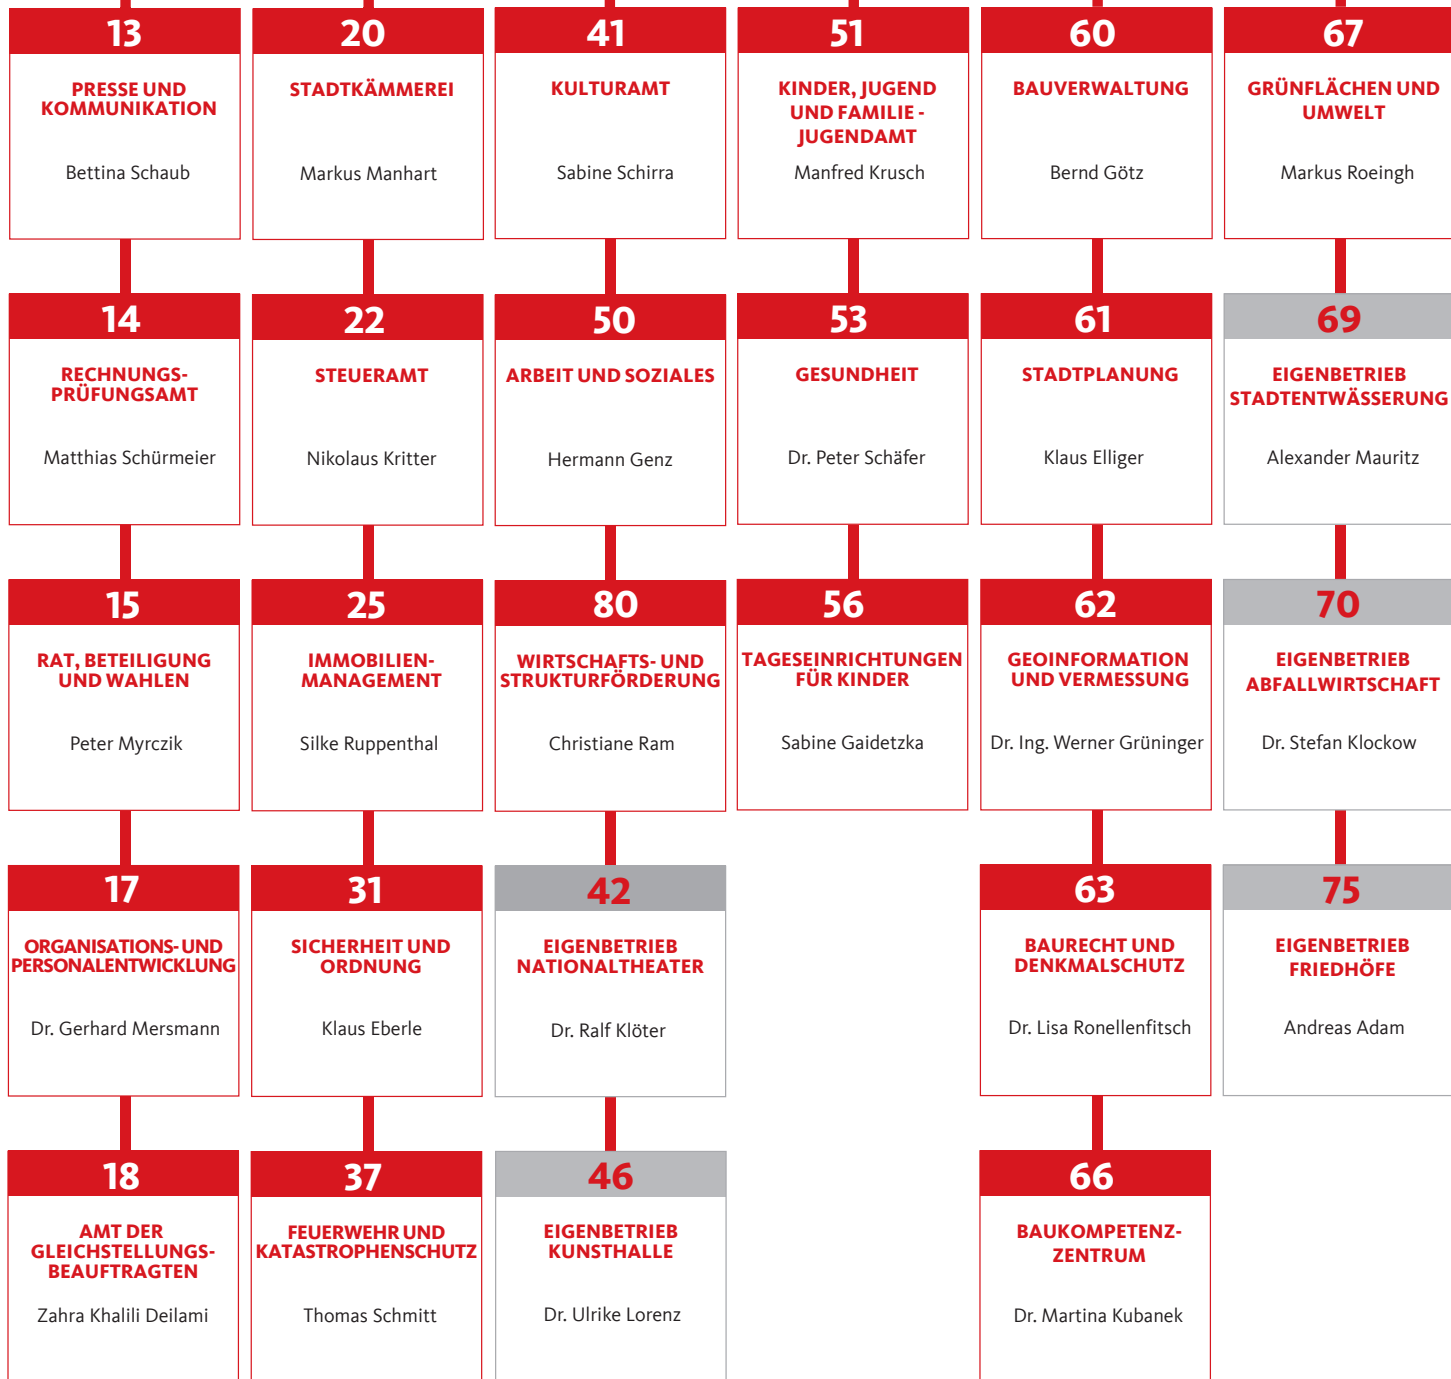 13
PRESSE UND
KOMMUNIKATION
Bettina Schaub
20
STADTKÄMMEREI
Markus Manhart
41
KULTURAMT
Sabine Schirra
51
KINDER, JUGEND
UND FAMILIE -
JUGENDAMT
Manfred Krusch
60
BAUVERWALTUNG
Bernd Götz
67
GRÜNFLÄCHEN UND
UMWELT
Markus Roeingh
14
RECHNUNGS-
PRÜFUNGSAMT
Matthias Schürmeier
22
STEUERAMT
Nikolaus Kritter
50
ARBEIT UND SOZIALES
Hermann Genz
53
GESUNDHEIT
Dr. Peter Schäfer
61
STADTPLANUNG
Klaus Elliger
69
EIGENBETRIEB
STADTENTWÄSSERUNG
Alexander Mauritz
15
RAT, BETEILIGUNG
UND WAHLEN
Peter Myrczik
25
IMMOBILIEN-
MANAGEMENT
Silke Ruppenthal
80
WIRTSCHAFTS- UND
STRUKTURFÖRDERUNG
Christiane Ram
56
TAGESEINRICHTUNGEN
FÜR KINDER
Sabine Gaidetzka
62
GEOINFORMATION
UND VERMESSUNG
Dr. Ing. Werner Grüninger
70
EIGENBETRIEB
ABFALLWIRTSCHAFT
Dr. Stefan Klockow
17
ORGANISATIONS- UND
PERSONALENTWICKLUNG
Dr. Gerhard Mersmann
31
SICHERHEIT UND
ORDNUNG
Klaus Eberle
42
EIGENBETRIEB
NATIONALTHEATER
Dr. Ralf Klöter
63
BAURECHT UND
DENKMALSCHUTZ
Dr. Lisa Ronellenfitsch
75
EIGENBETRIEB
FRIEDHÖFE
Andreas Adam
18
AMT DER
GLEICHSTELLUNGS-
BEAUFTRAGTEN
Zahra Khalili Deilami
37
FEUERWEHR UND
KATASTROPHENSCHUTZ
Thomas Schmitt
46
EIGENBETRIEB
KUNSTHALLE
Dr. Ulrike Lorenz
66
BAUKOMPETENZ-
ZENTRUM
Dr. Martina Kubanek